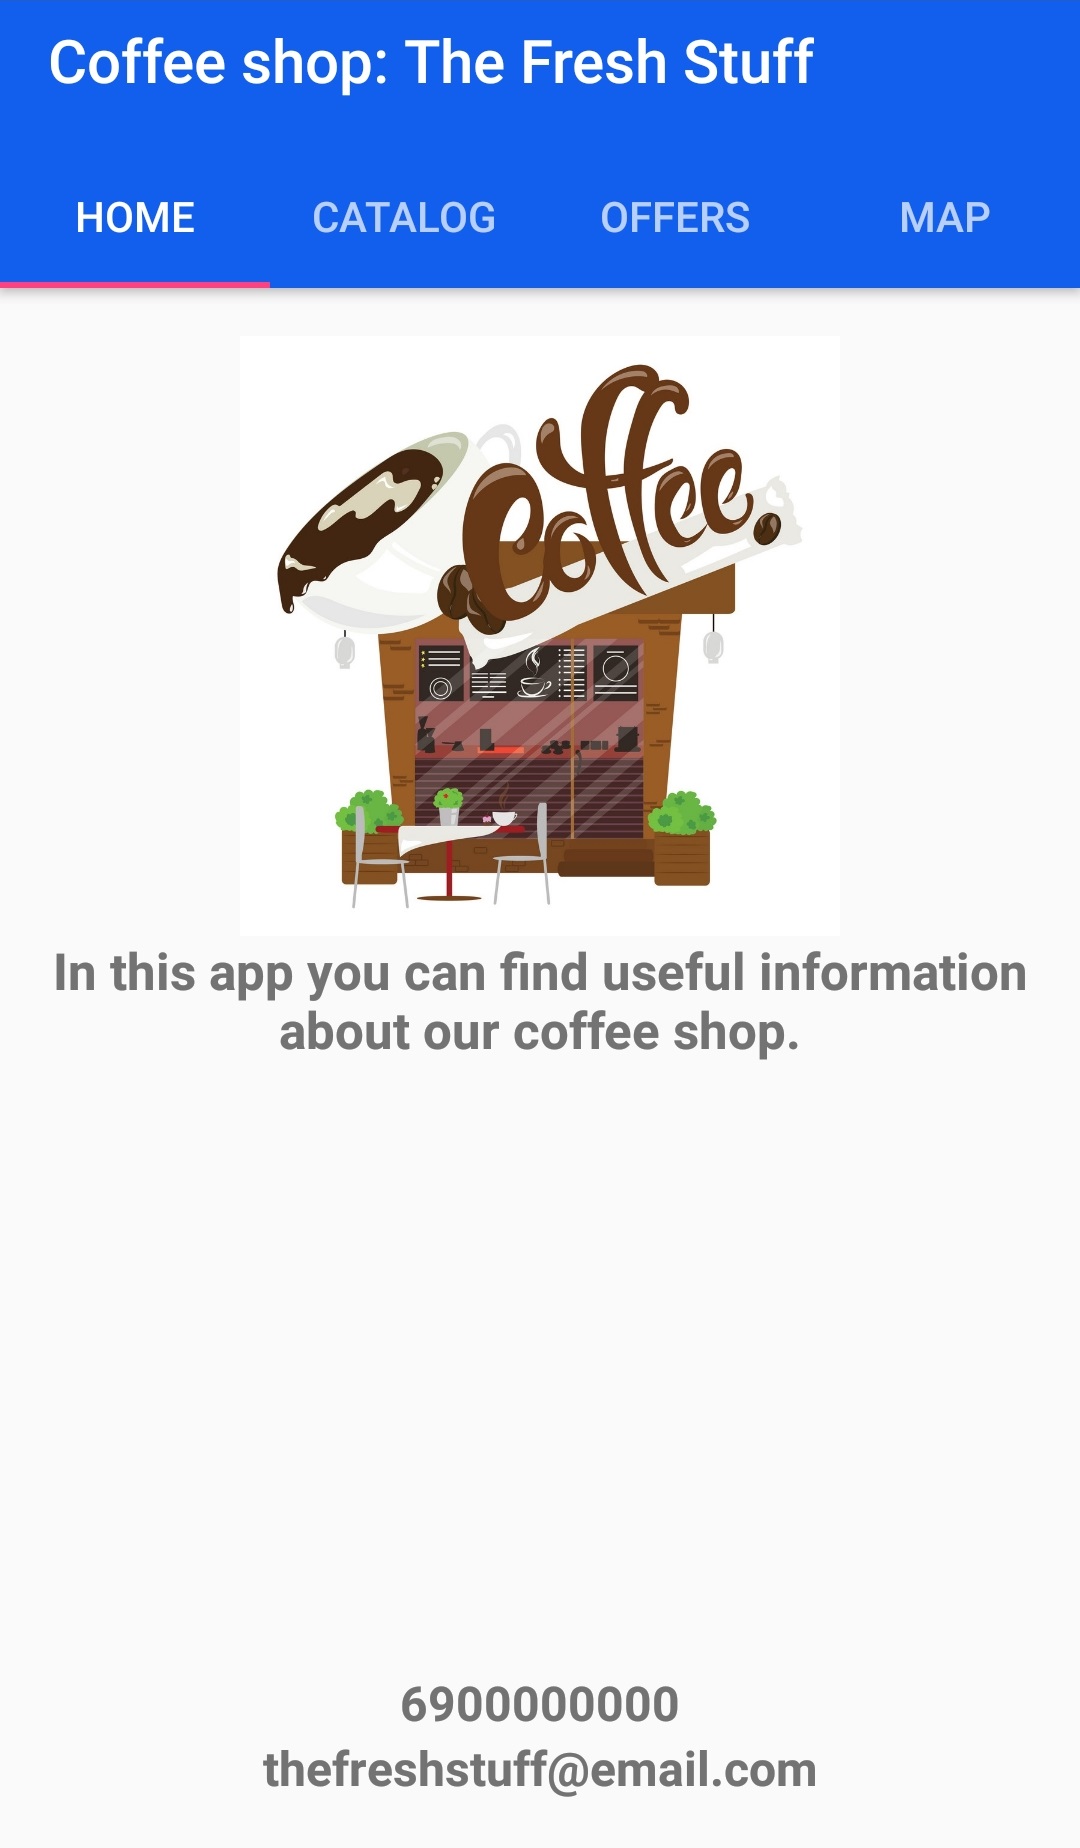 Coffee shop: The Fresh Stuff
HOME
CATALOG
OFFERS
MAP
Coffee
In this app you can find useful information
about our coffee shop.
6900000000
thefreshstuff@email.com